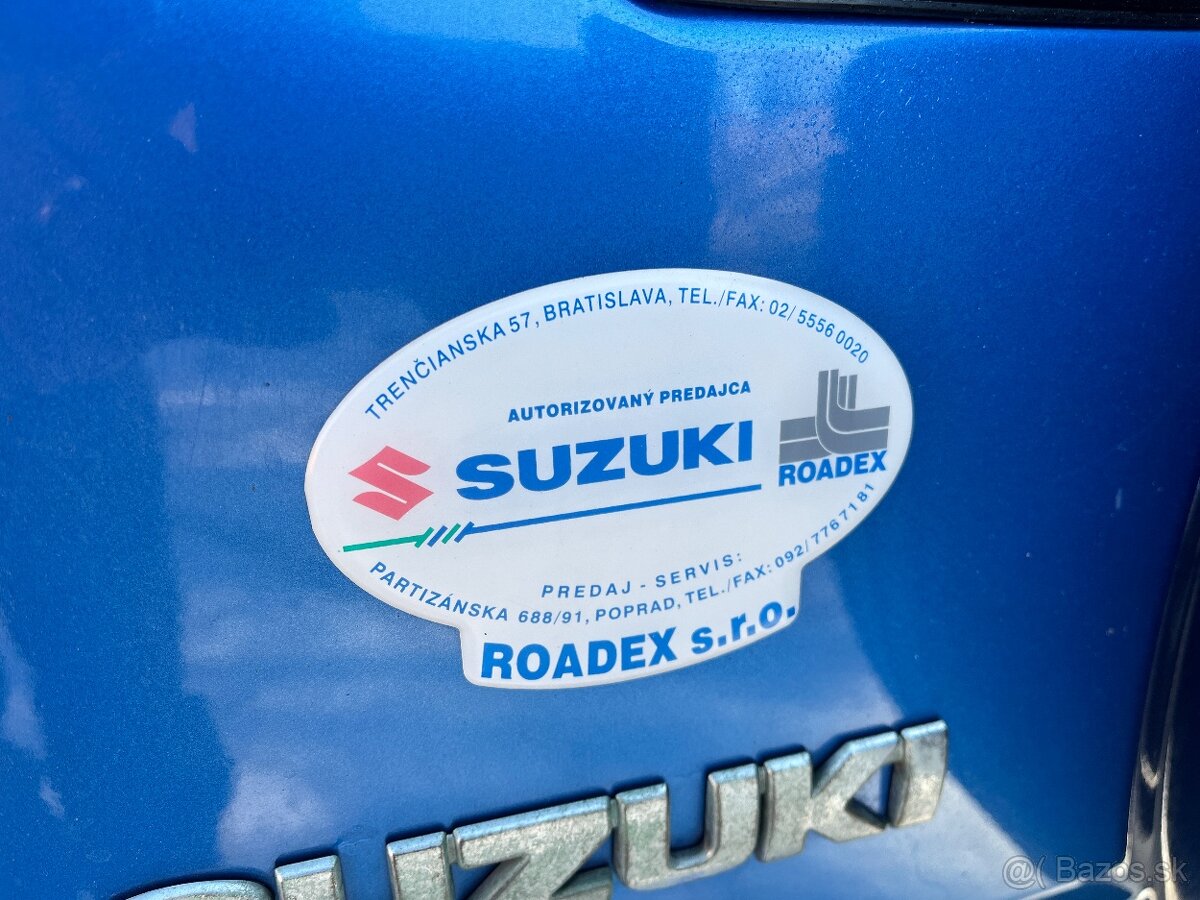 TRENČIANSKA 57, BRATISLAVA, TEL./FAX: 02/5556 0020
AUTORIZOVANÝ PREDAJCA
SUZUKI
ROADEX
PREDAJ - SERVIS:
PARTIZÁNSKA 688/91, POPRAD, TEL./FAX: 092/7767181
ROADEX s.r.o.
SUZUKI
@( Bazos.sk